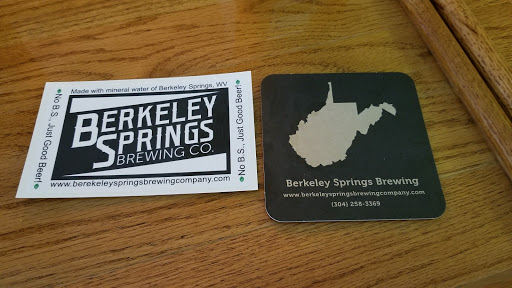 Made with mineral water of Berkeley Springs, WV
No B.S., Just Good Beer!
BERKELEY
SPRINGS
BREWING CO.
No B.S., Just Good Beer!
www.berekeleyspringsbrewingcompany.com
Berkeley Springs Brewing
www.berkeleyspringsbrewingcompany.com
(304) 258-3369